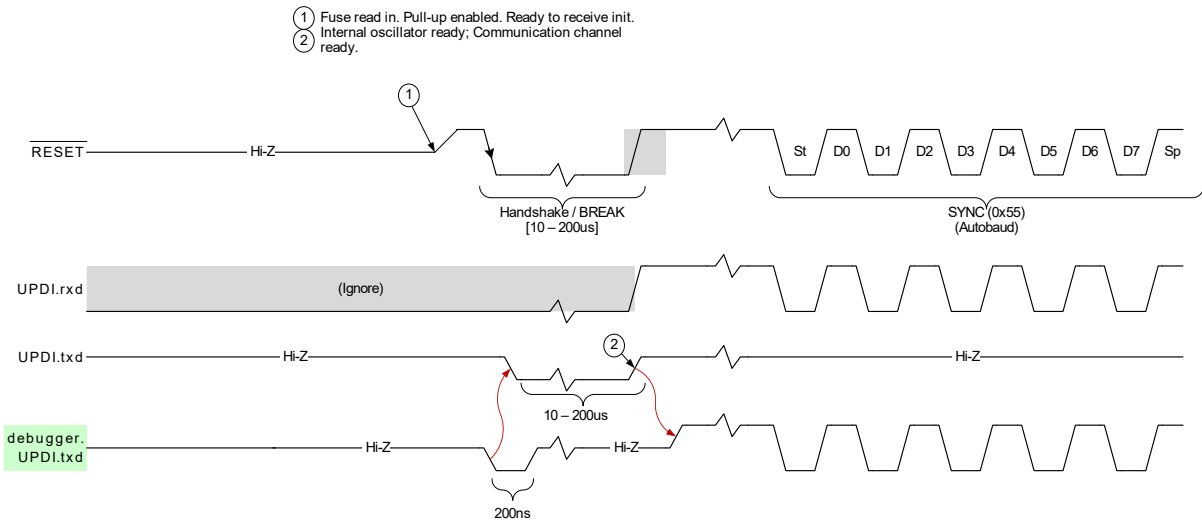 1 Fuse read in. Pull-up enabled. Ready to receive init.
2 Internal oscillator ready; Communication channel
ready.
1
RESET
Hi-Z
St D0 D1 D2 D3 D4 D5 D6 D7 Sp
Handshake / BREAK
[10 – 200us]
SYNC (0x55)
(Autobaud)
UPDI.rxd
(Ignore)
UPDI.txd
Hi-Z
2
Hi-Z
10 – 200us
debugger.
UPDI.txd
Hi-Z
Hi-Z
200ns